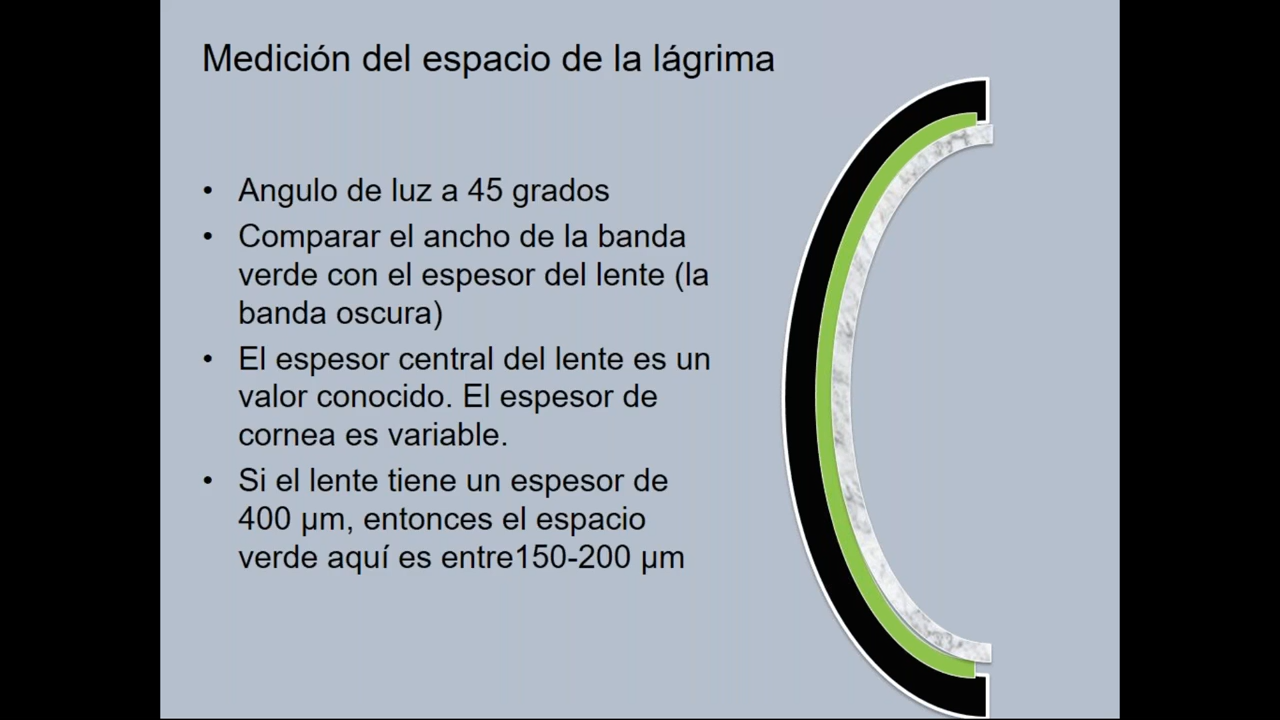 Medición del espacio de la lágrima
• Angulo de luz a 45 grados
• Comparar el ancho de la banda
verde con el espesor del lente (la
banda oscura)
• El espesor central del lente es un
valor conocido. El espesor de
cornea es variable.
• Si el lente tiene un espesor de
400 µm, entonces el espacio
verde aquí es entre150-200 µm